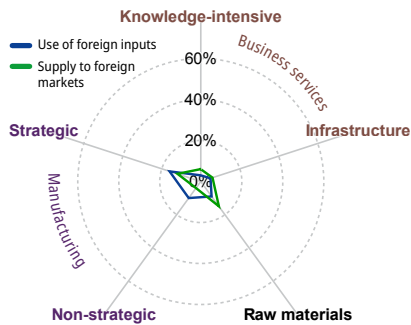 Knowledge-intensive
Use of foreign inputs
Supply to foreign
markets
Business services
60%
40%
20%
0%
Strategic
Infrastructure
Manufacturing
Non-strategic
Raw materials